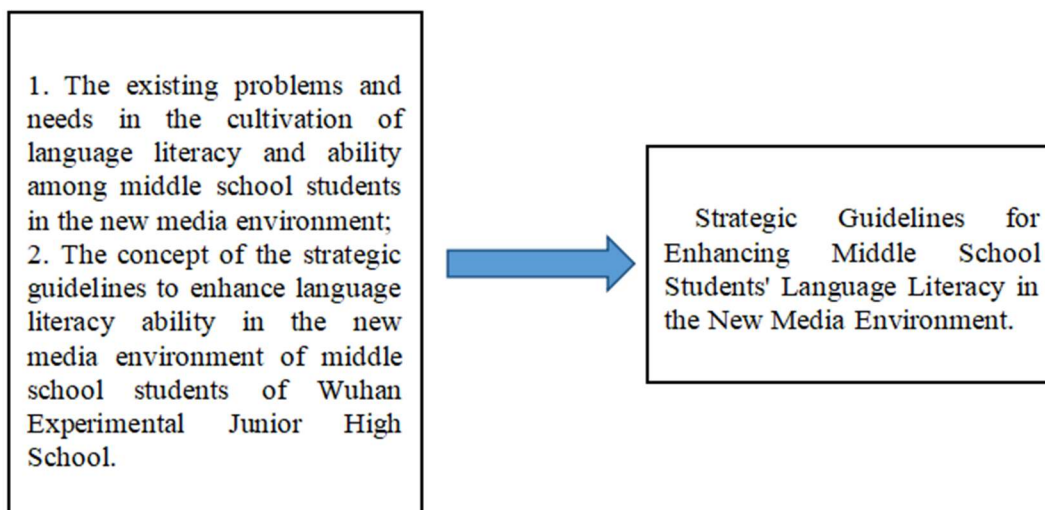 1. The existing problems and
needs in the cultivation of
language literacy and ability
among middle school students
in the new media environment;
2. The concept of the strategic
guidelines to enhance language
literacy ability in the new
media environment of middle
school students of Wuhan
Experimental Junior High
School.
Strategic Guidelines for
Enhancing Middle School
Students' Language Literacy in
the New Media Environment.